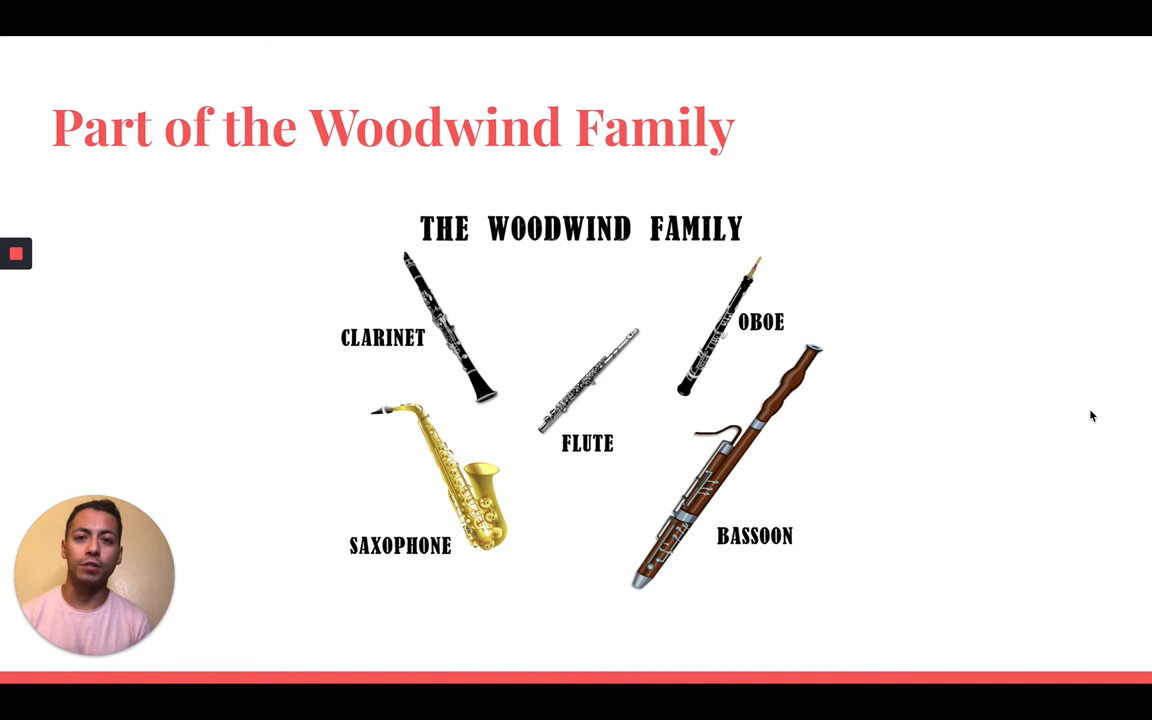 Part of the Woodwind Family
THE WOODWIND FAMILY
CLARINET
OBOE
FLUTE
SAXOPHONE
BASSOON